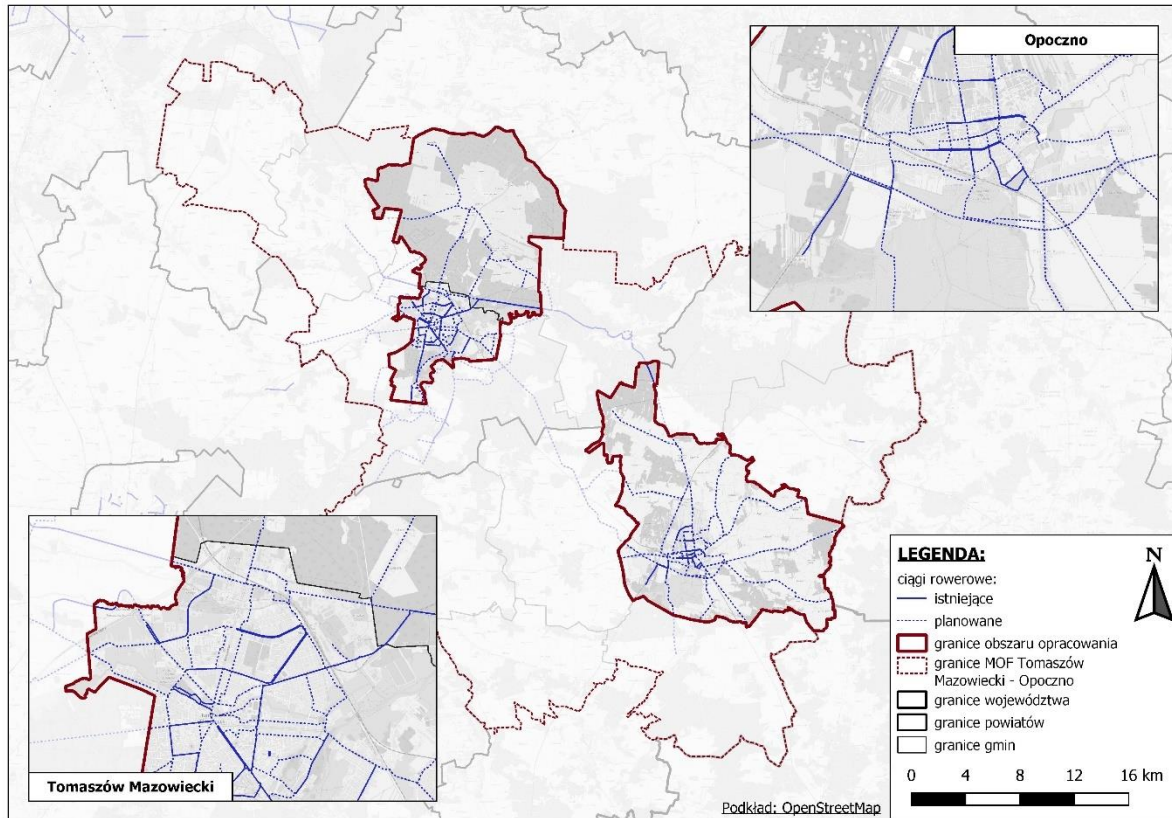 Opoczno
Tomaszów Mazowiecki
LEGENDA:
ciągi rowerowe:
istniejące
planowane
granice obszaru opracowania
granice MOF Tomaszów
Mazowiecki - Opoczno
granice województwa
granice powiatów
granice gmin
N
0 4 8 12 16 km
Podkład: OpenStreetMap